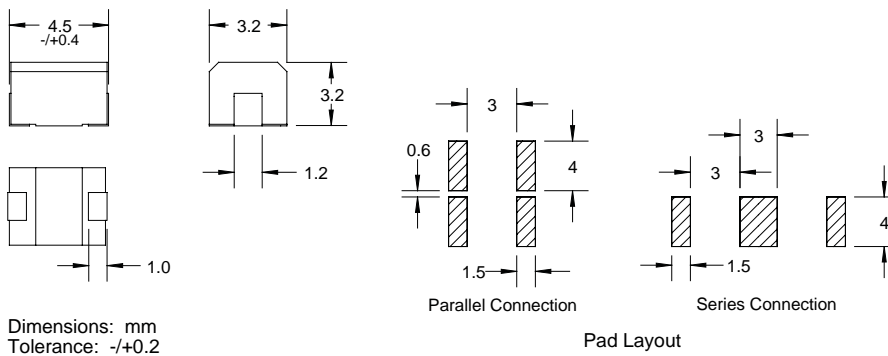 4.5
-/+0.4
3.2
3.2
1.2
1.0
Dimensions: mm
Tolerance: -/+0.2
3
0.6
4
1.5
Parallel Connection
3
3
4
1.5
Series Connection
Pad Layout